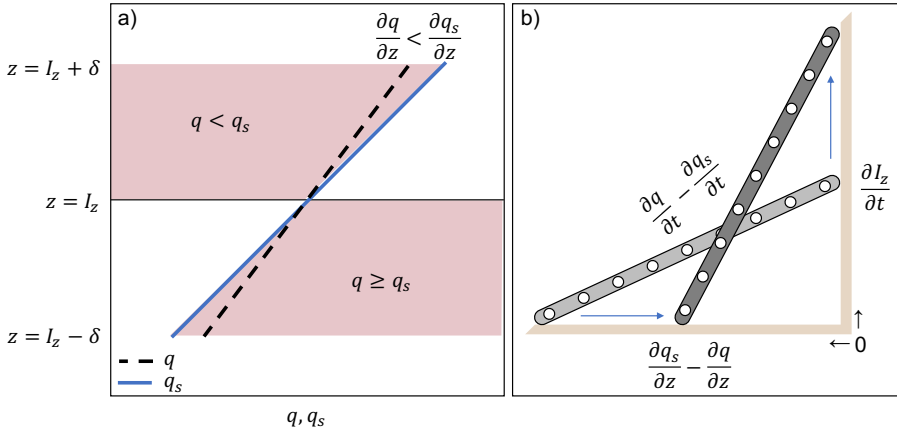 a)
∂q/∂z < ∂q_s/∂z
z = I_z + δ
q < q_s
z = I_z
q ≥ q_s
z = I_z − δ
q
q_s
q, q_s
b)
∂q/∂t − ∂q_s/∂t
∂I_z/∂t
0
∂q_s/∂z − ∂q/∂z